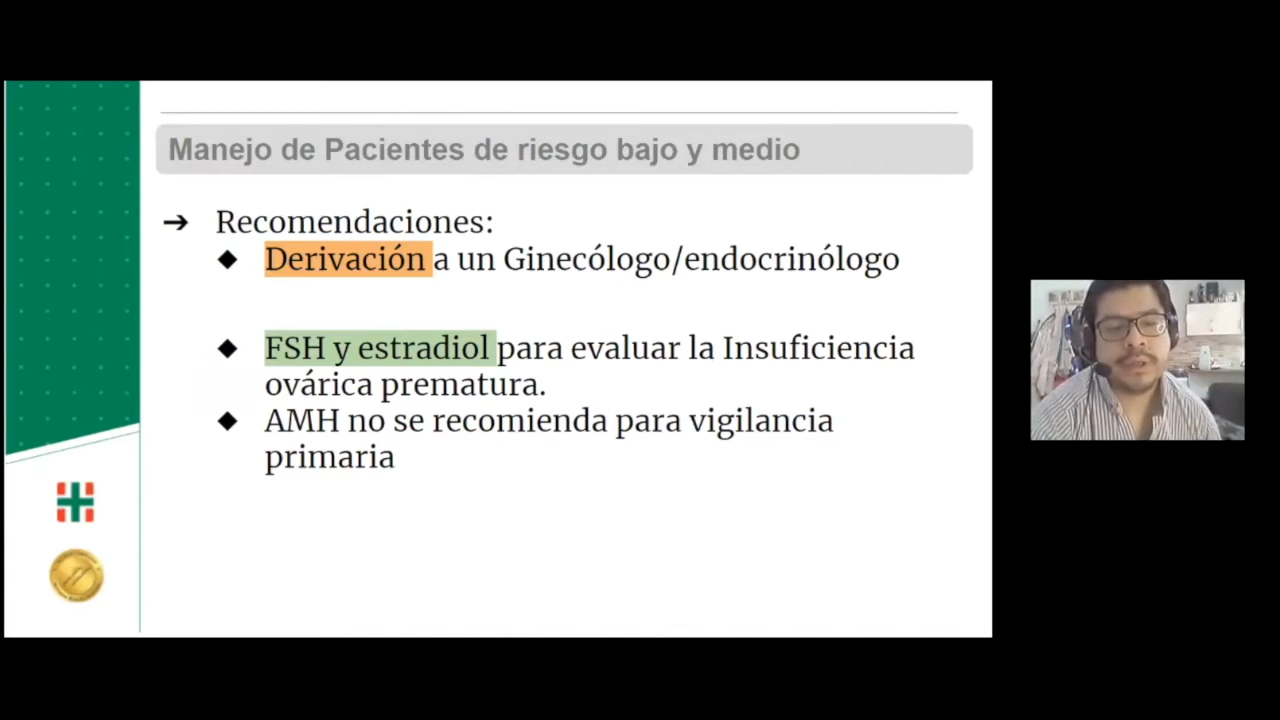 Manejo de Pacientes de riesgo bajo y medio
➔ Recomendaciones:
◆ Derivación a un Ginecólogo/endocrinólogo
◆ FSH y estradiol para evaluar la Insuficiencia
ovárica prematura.
◆ AMH no se recomienda para vigilancia
primaria